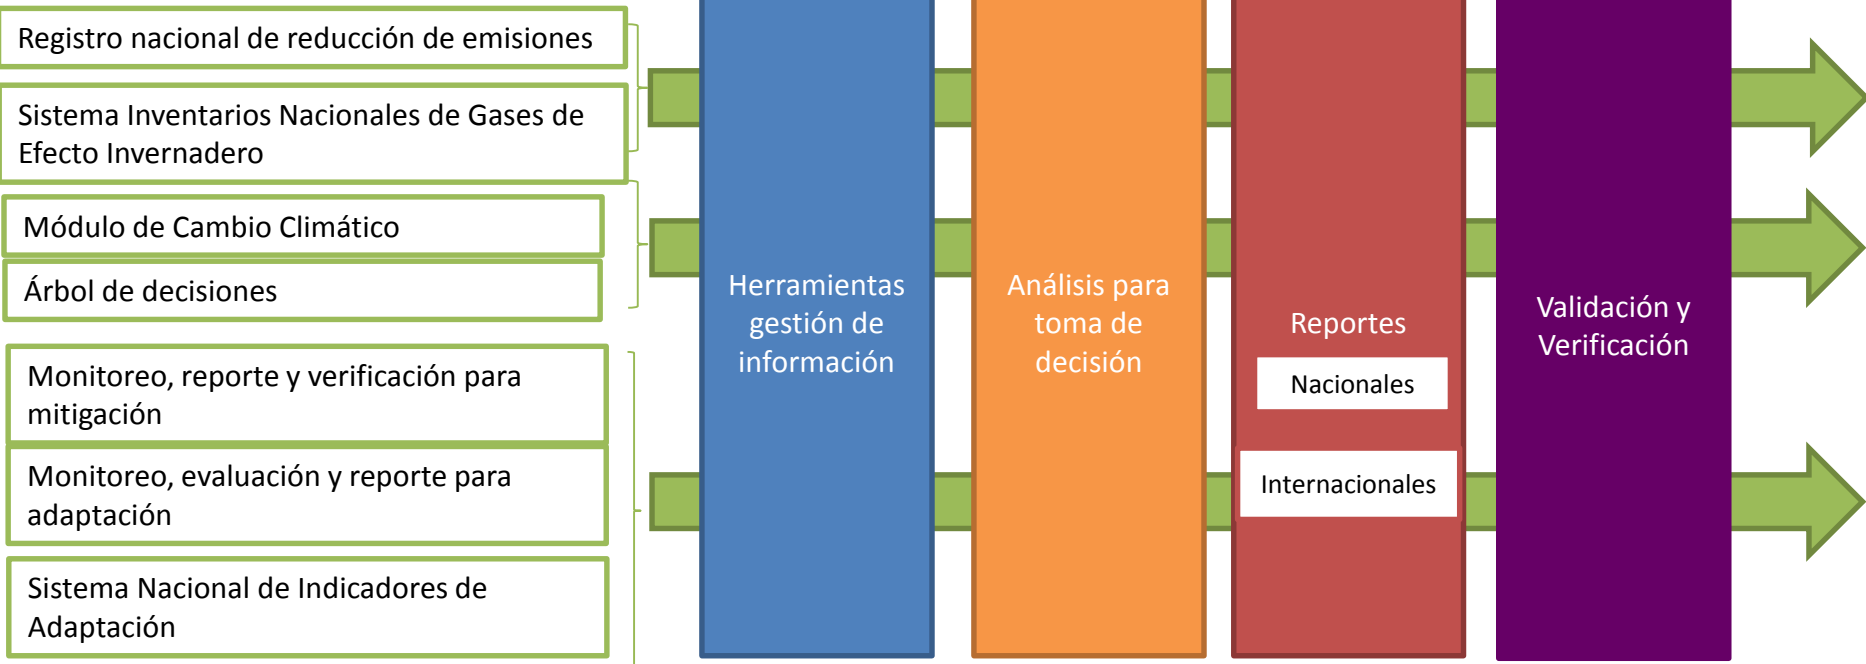 Registro nacional de reducción de emisiones
Sistema Inventarios Nacionales de Gases de
Efecto Invernadero
Módulo de Cambio Climático
Árbol de decisiones
Monitoreo, reporte y verificación para
mitigación
Monitoreo, evaluación y reporte para
adaptación
Sistema Nacional de Indicadores de
Adaptación
Herramientas
gestión de
información
Análisis para
toma de
decisión
Reportes
Nacionales
Internacionales
Validación y
Verificación